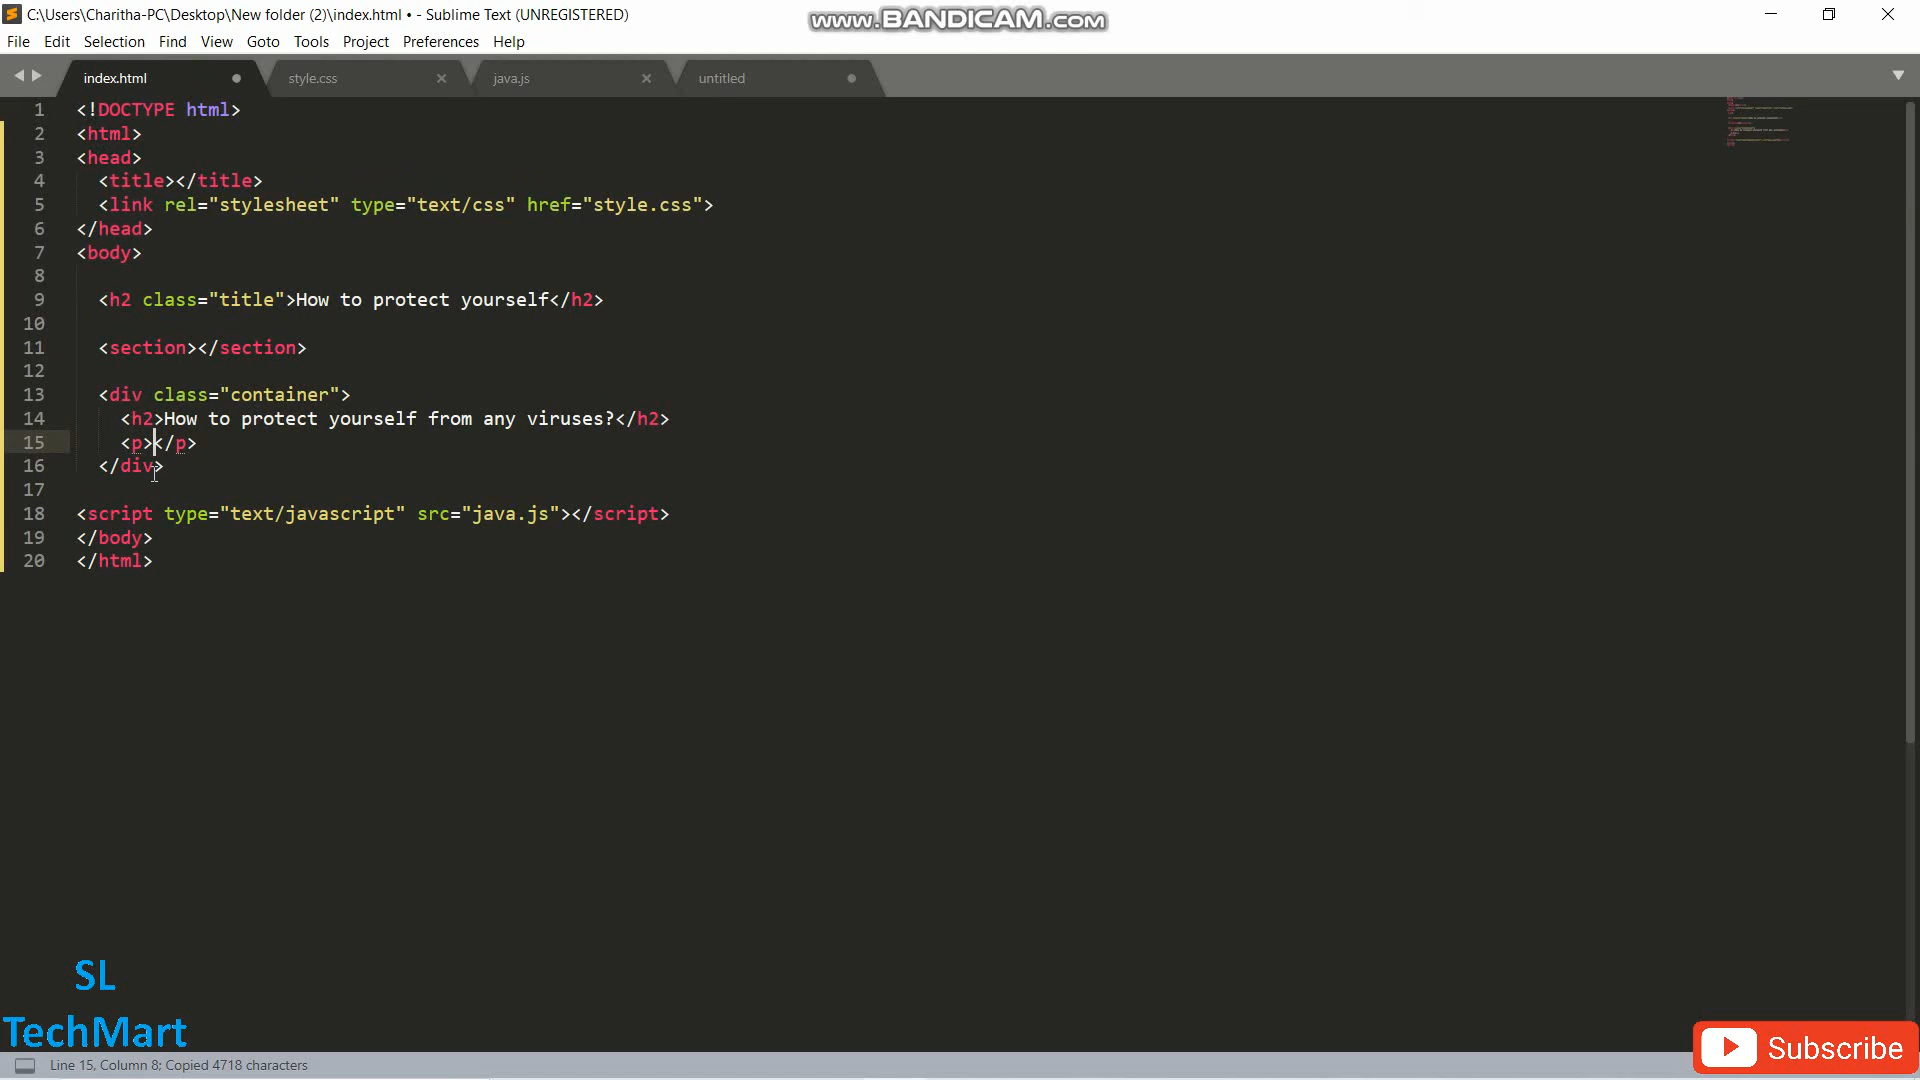 C:\Users\Charitha-PC\Desktop\New folder (2)\index.html • - Sublime Text (UNREGISTERED)
www.BANDICAM.com
File Edit Selection Find View Goto Tools Project Preferences Help
index.html style.css java.js untitled
1 <!DOCTYPE html>
2 <html>
3 <head>
4 <title></title>
5 <link rel="stylesheet" type="text/css" href="style.css">
6 </head>
7 <body>
8
9 <h2 class="title">How to protect yourself</h2>
10
11 <section></section>
12
13 <div class="container">
14 <h2>How to protect yourself from any viruses?</h2>
15 <p></p>
16 </div>
17
18 <script type="text/javascript" src="java.js"></script>
19 </body>
20 </html>
SL
TechMart
Subscribe
Line 15, Column 8; Copied 4718 characters